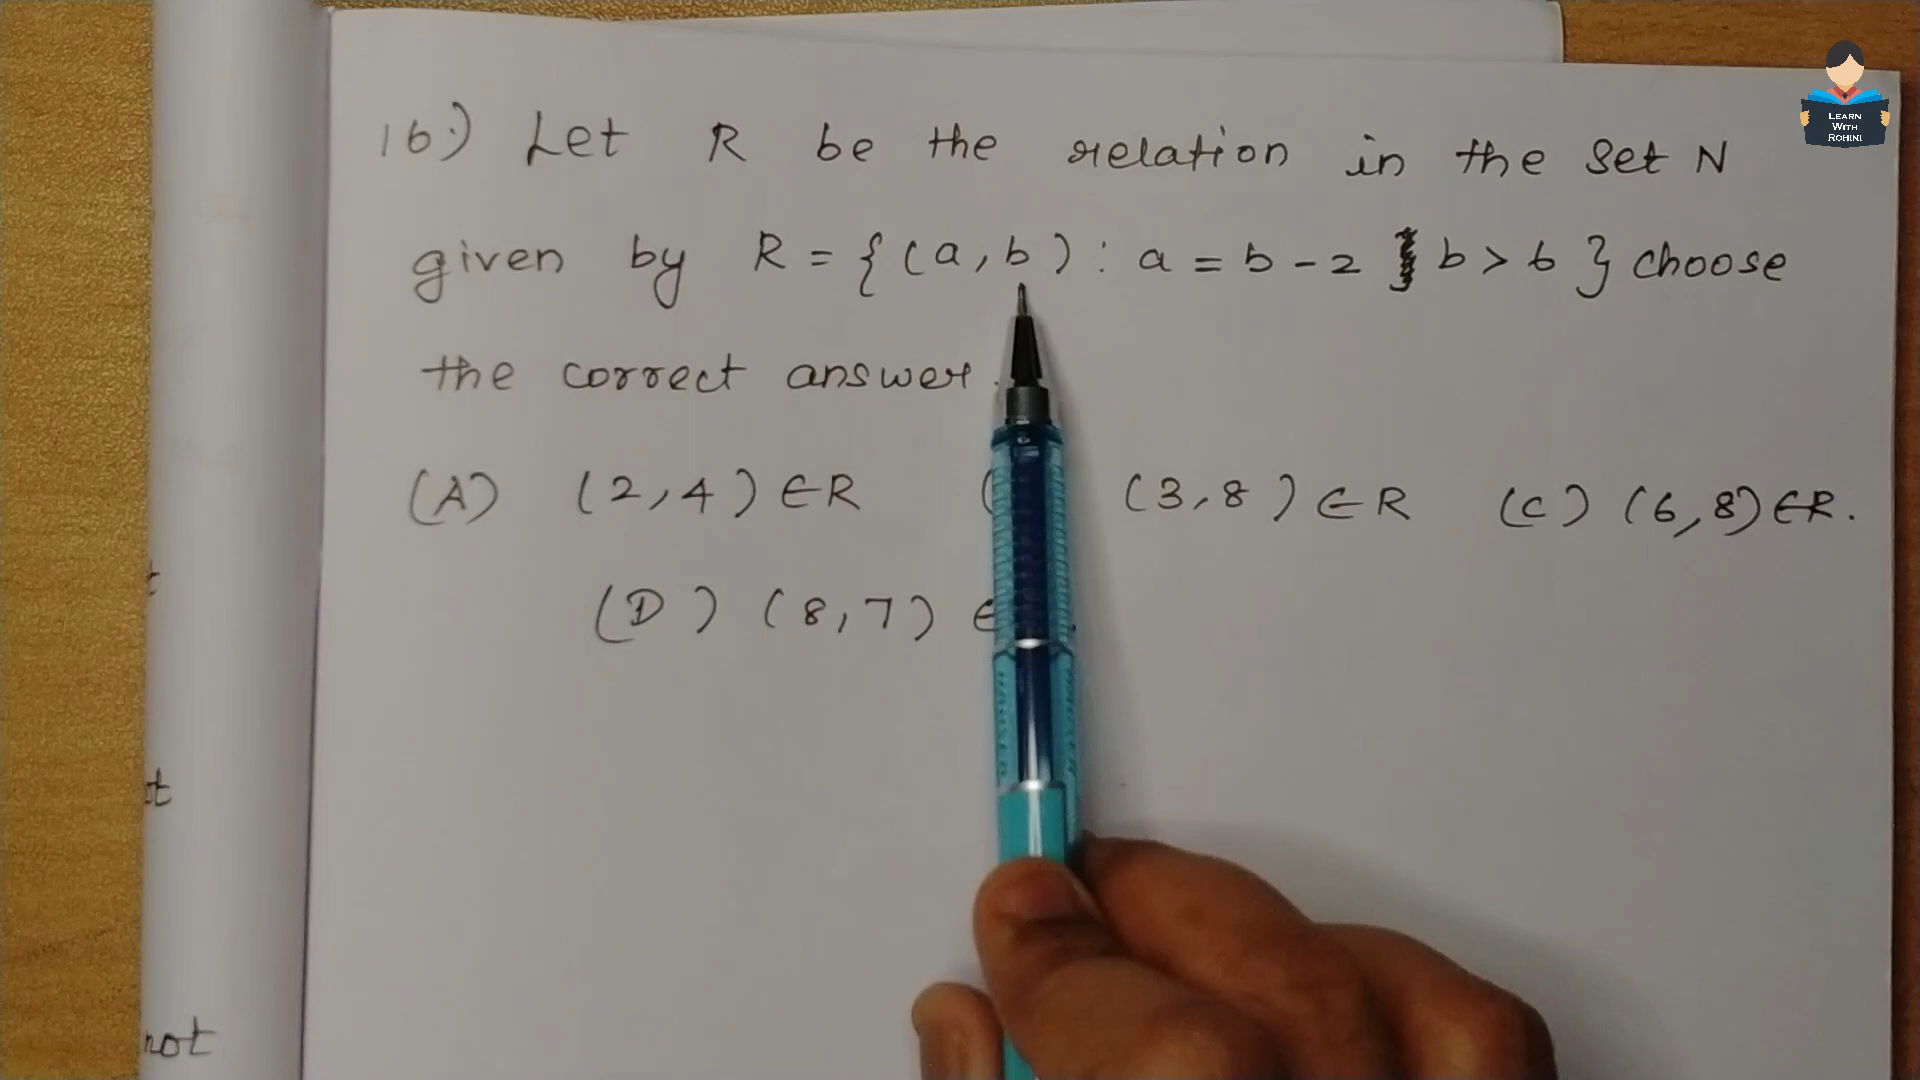 16.) Let R be the relation in the set N
given by R = { (a, b) : a = b - 2 b > 6 } choose
the correct answer.
(A) (2, 4) ∈ R ( (3, 8) ∈ R (C) (6, 8) ∈ R.
(D) (8, 7) ∈ .
t
ot
not
LEARN
WITH
ROHINI